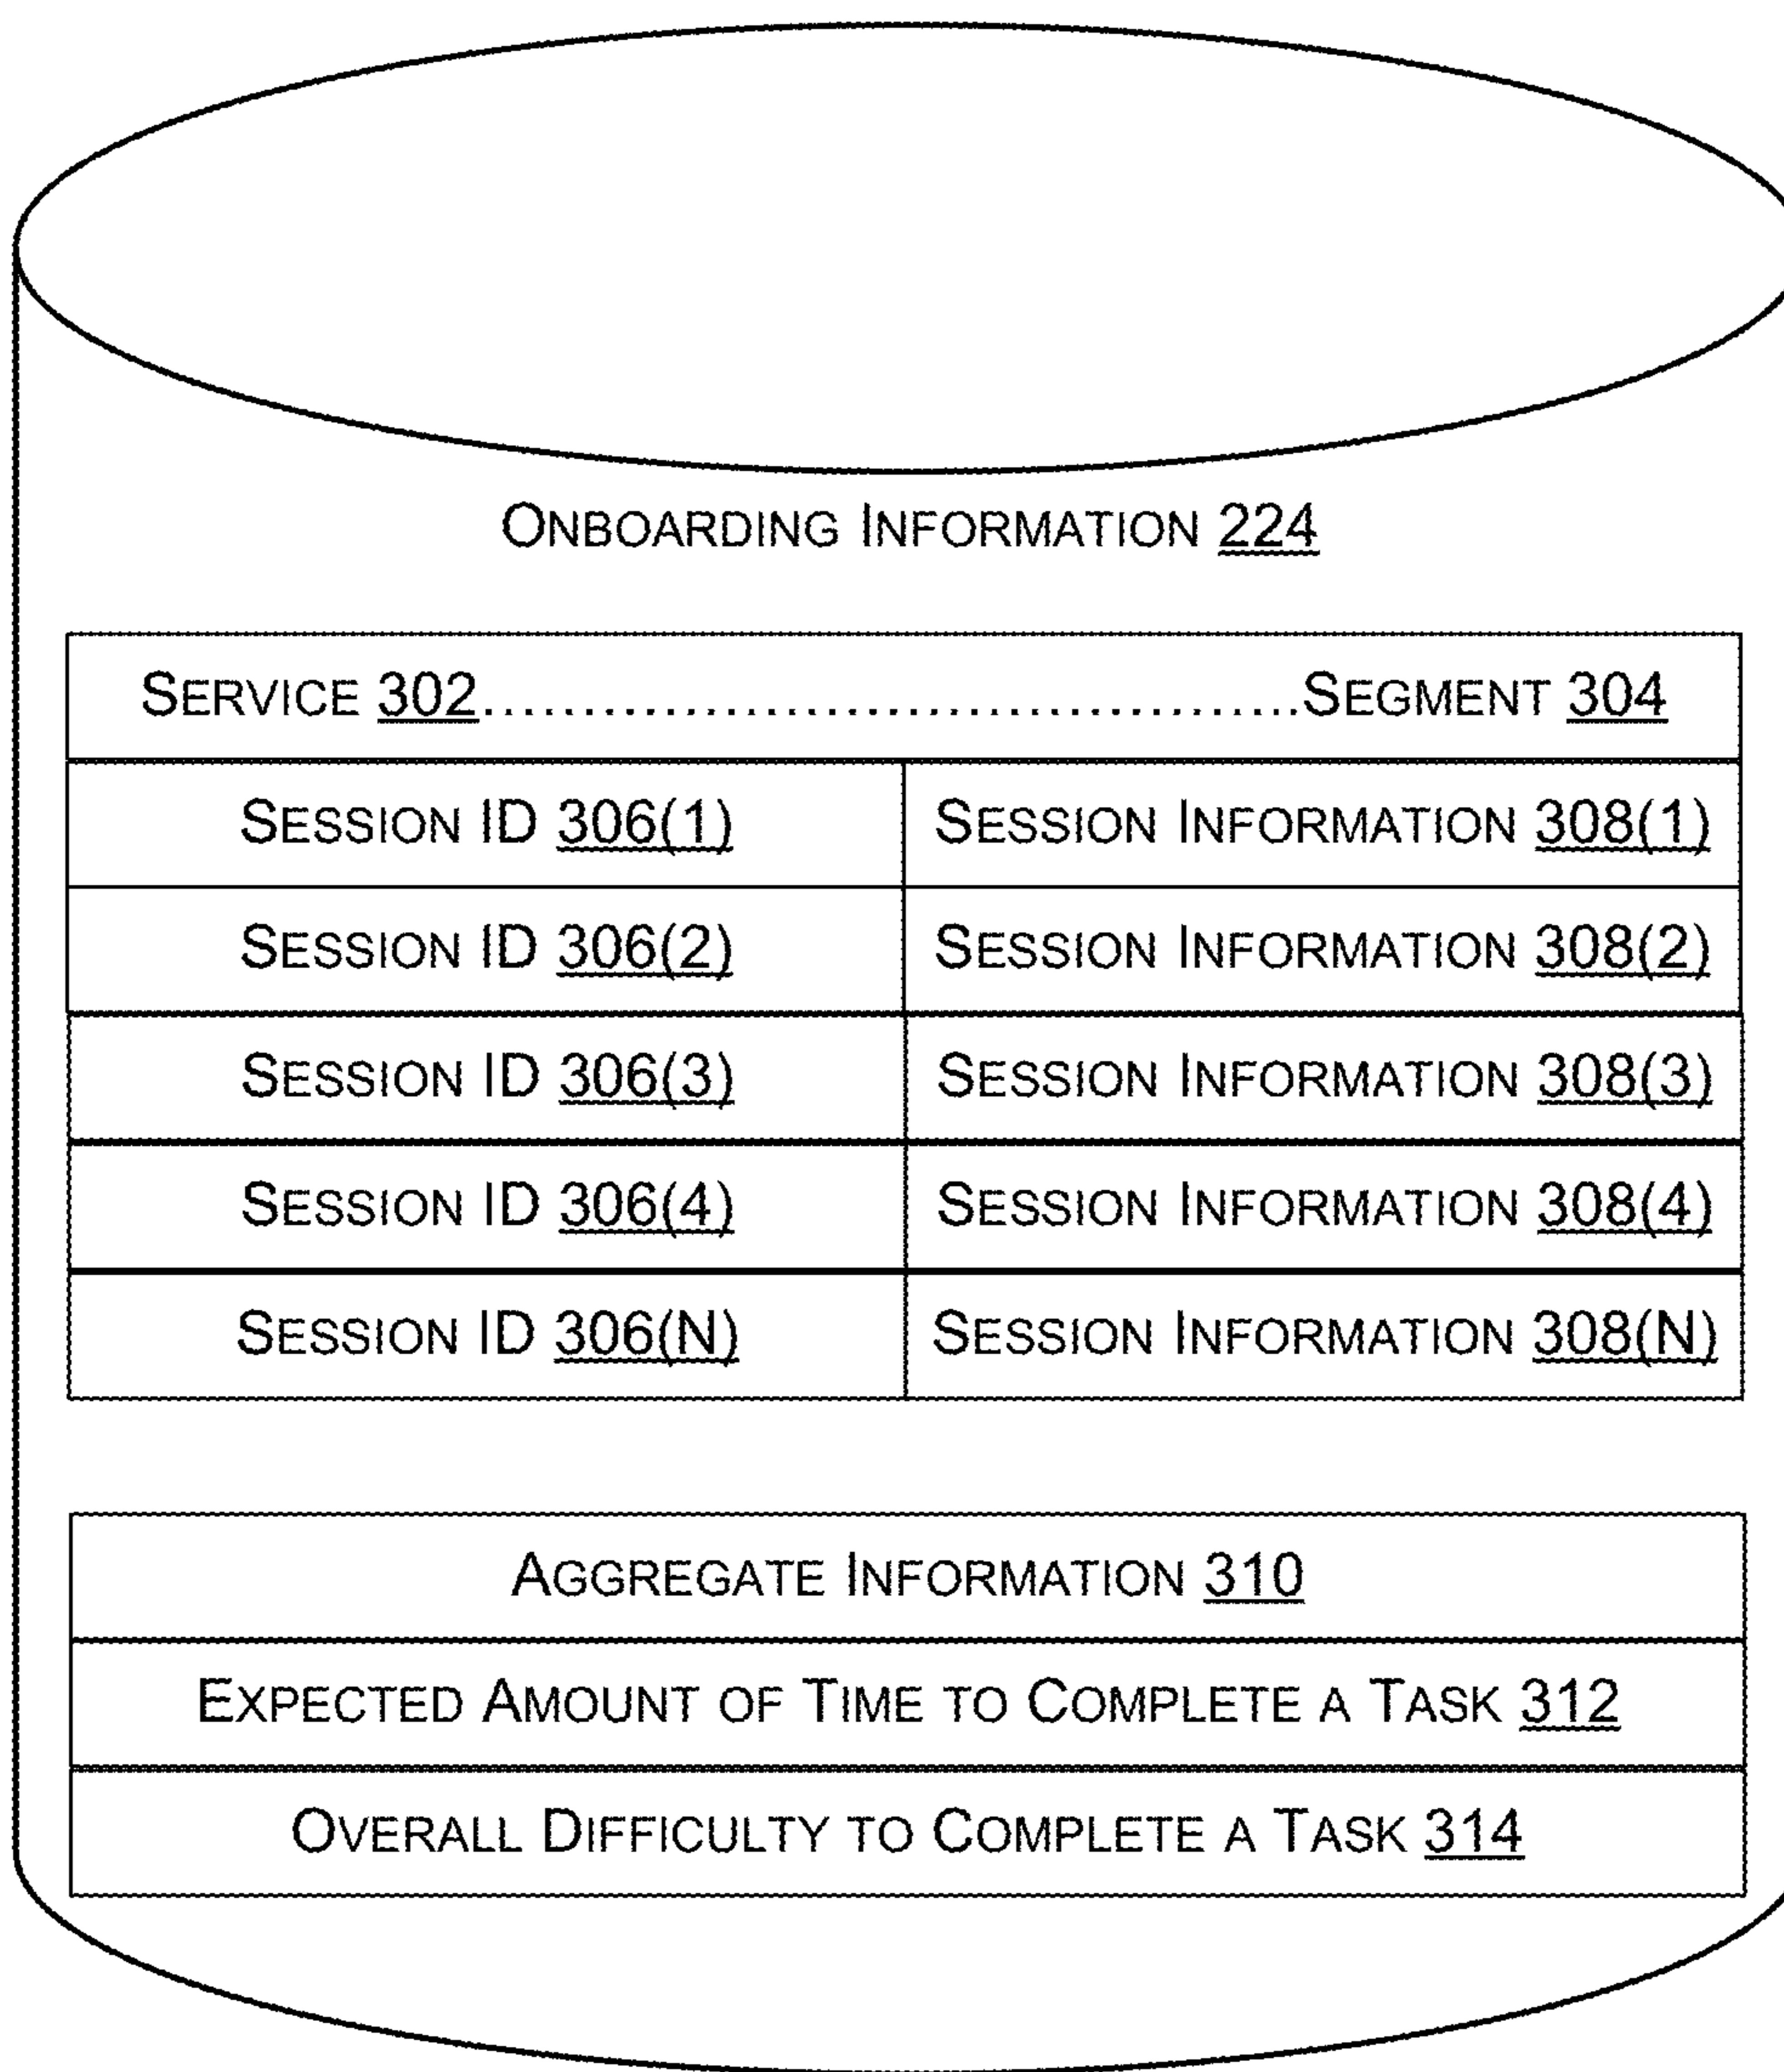 ONBOARDING INFORMATION 224
SERVICE 302.........................................SEGMENT 304
SESSION ID 306(1) SESSION INFORMATION 308(1)
SESSION ID 306(2) SESSION INFORMATION 308(2)
SESSION ID 306(3) SESSION INFORMATION 308(3)
SESSION ID 306(4) SESSION INFORMATION 308(4)
SESSION ID 306(N) SESSION INFORMATION 308(N)
AGGREGATE INFORMATION 310
EXPECTED AMOUNT OF TIME TO COMPLETE A TASK 312
OVERALL DIFFICULTY TO COMPLETE A TASK 314